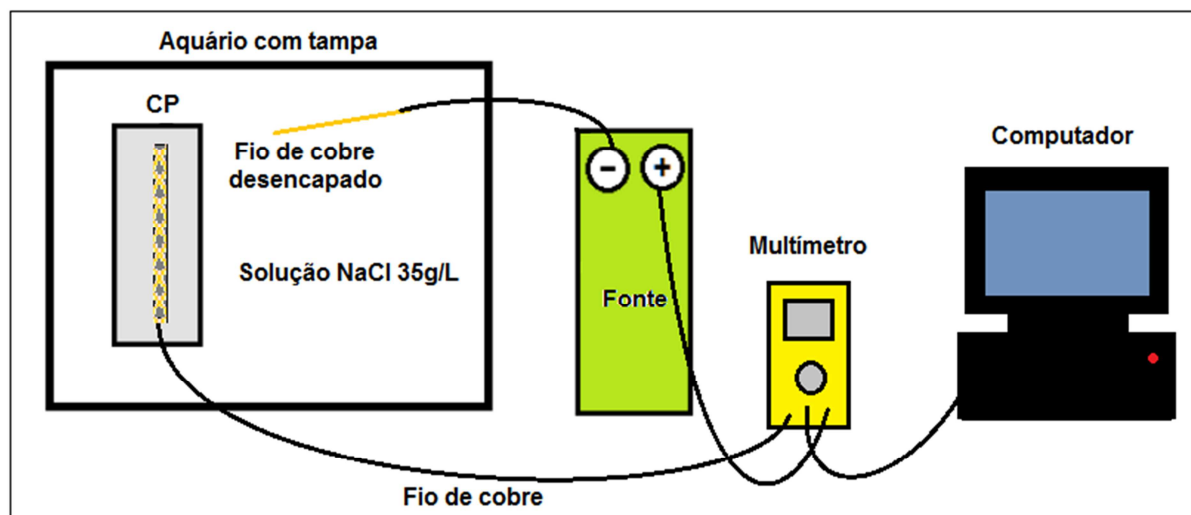 Aquário com tampa
CP
Fio de cobre
desencapado
Solução NaCl 35g/L
Fio de cobre
−
+
Fonte
Multímetro
Computador